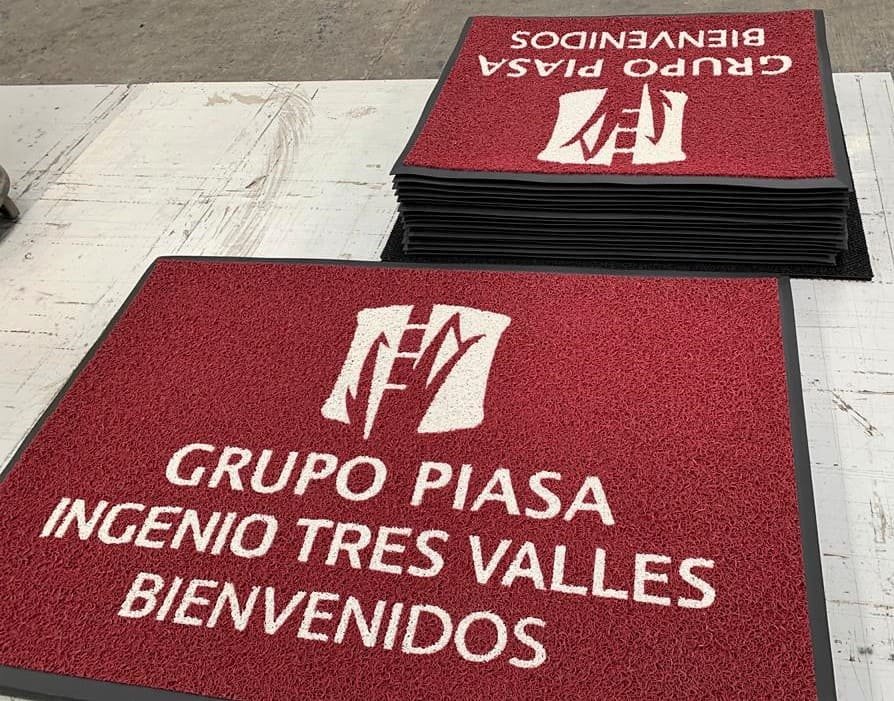 GRUPO PIASA
BIENVENIDOS
GRUPO PIASA
INGENIO TRES VALLES
BIENVENIDOS